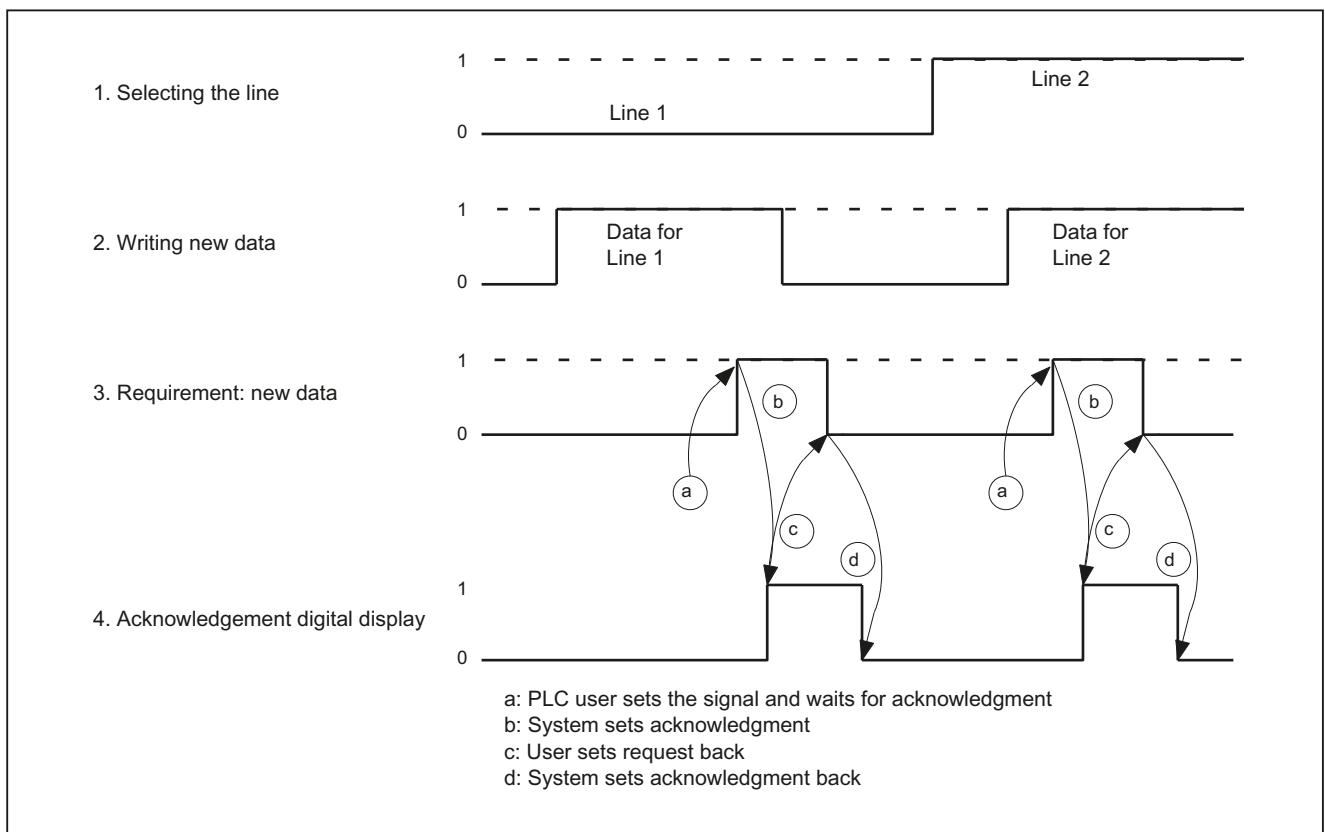 1. Selecting the line
1
0
Line 1
Line 2
2. Writing new data
1
0
Data for
Line 1
Data for
Line 2
3. Requirement: new data
1
0
a
b
c
d
a
b
c
d
4. Acknowledgement digital display
1
0
a: PLC user sets the signal and waits for acknowledgment
b: System sets acknowledgment
c: User sets request back
d: System sets acknowledgment back